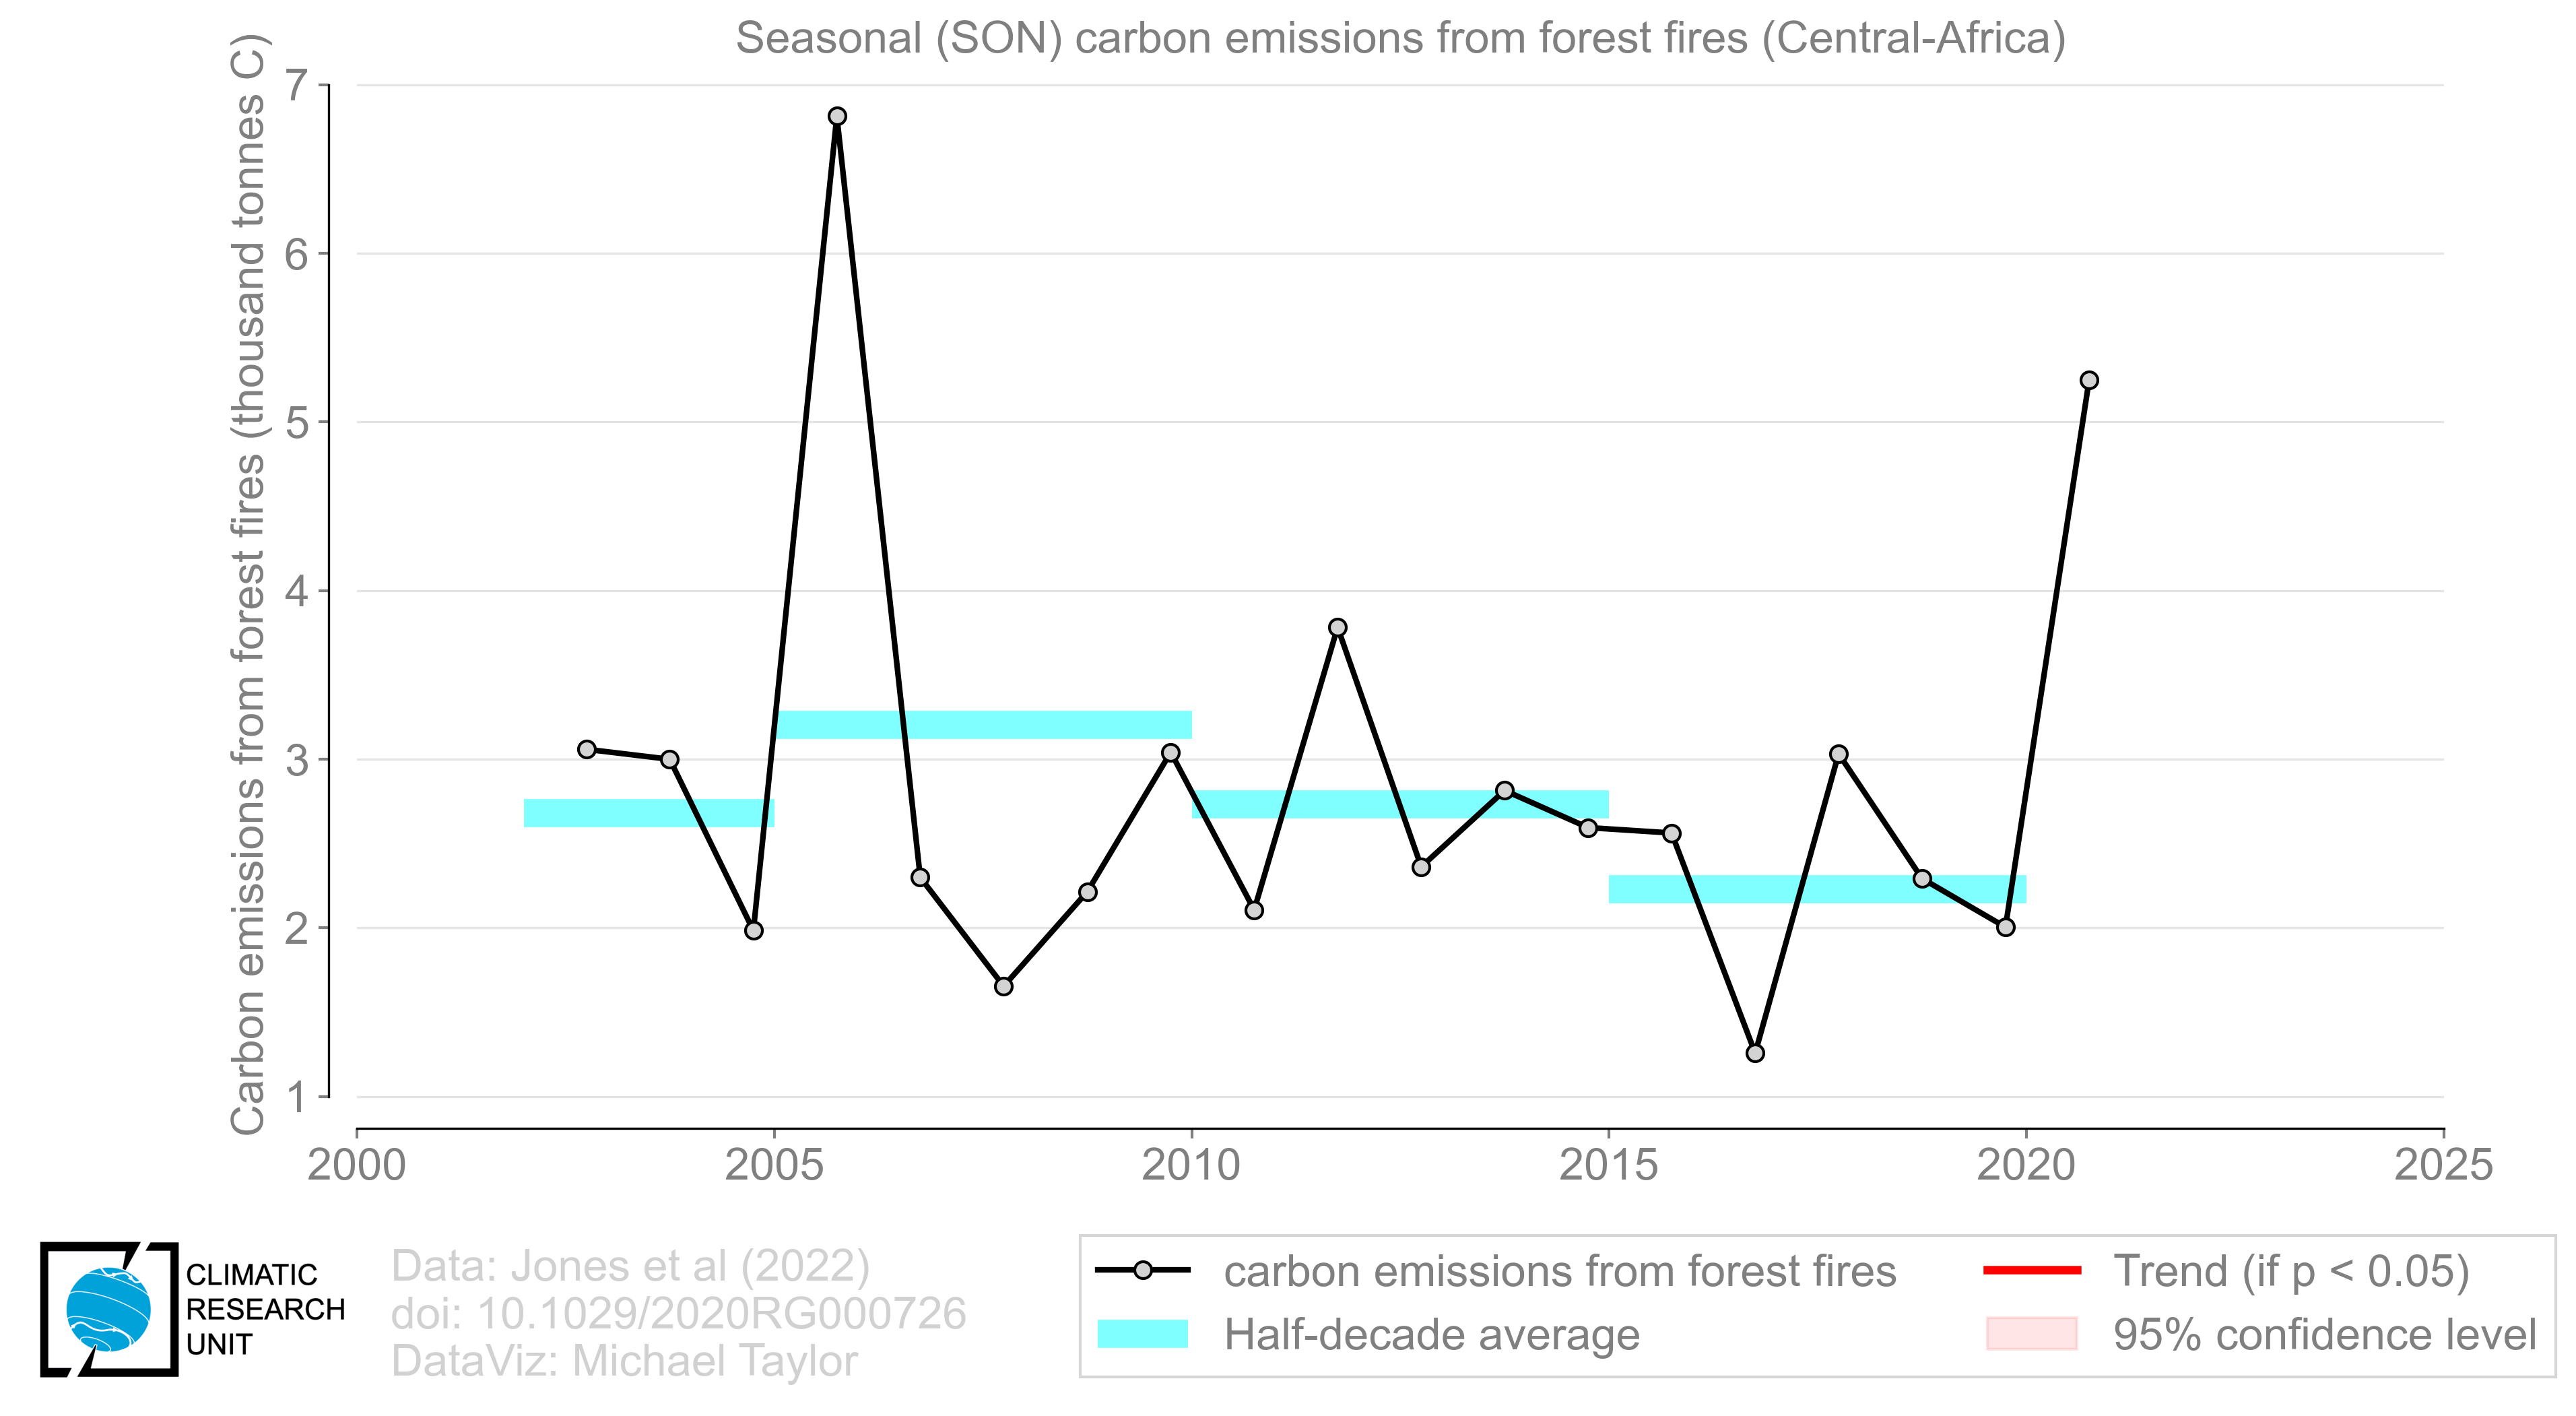 Seasonal (SON) carbon emissions from forest fires (Central-Africa)
Carbon emissions from forest fires (thousand tonnes C)
7
6
5
4
3
2
1
2000 2005 2010 2015 2020 2025
CLIMATIC
RESEARCH
UNIT
Data: Jones et al (2022)
doi: 10.1029/2020RG000726
DataViz: Michael Taylor
carbon emissions from forest fires
Half-decade average
Trend (if p < 0.05)
95% confidence level